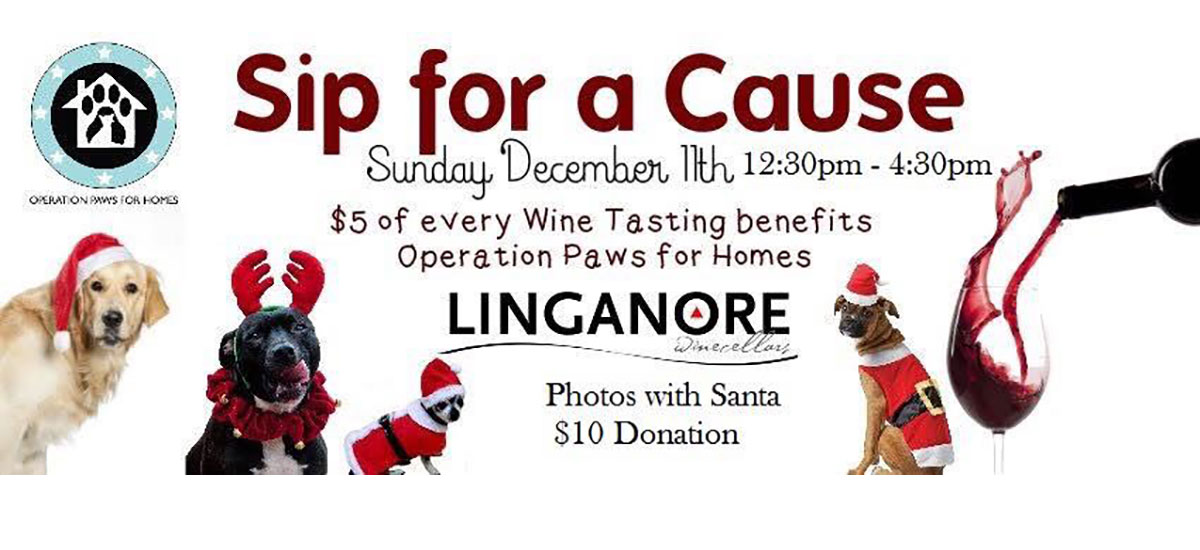 Sip for a Cause
Sunday December 11th 12:30pm - 4:30pm
OPERATION PAWS FOR HOMES
$5 of every Wine Tasting benefits
Operation Paws for Homes
LINGANORE
winecellars
Photos with Santa
$10 Donation